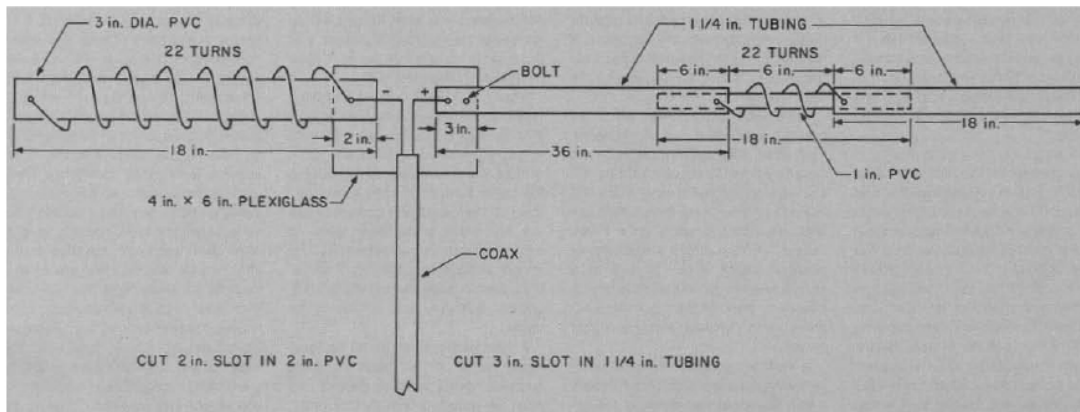 3 in. DIA. PVC
1 1/4 in. TUBING
22 TURNS
22 TURNS
BOLT
6 in.
6 in.
6 in.
-
+
2 in.
3 in.
18 in.
36 in.
18 in.
18 in.
1 in. PVC
4 in. × 6 in. PLEXIGLASS
COAX
CUT 2 in. SLOT IN 2 in. PVC
CUT 3 in. SLOT IN 1 1/4 in. TUBING